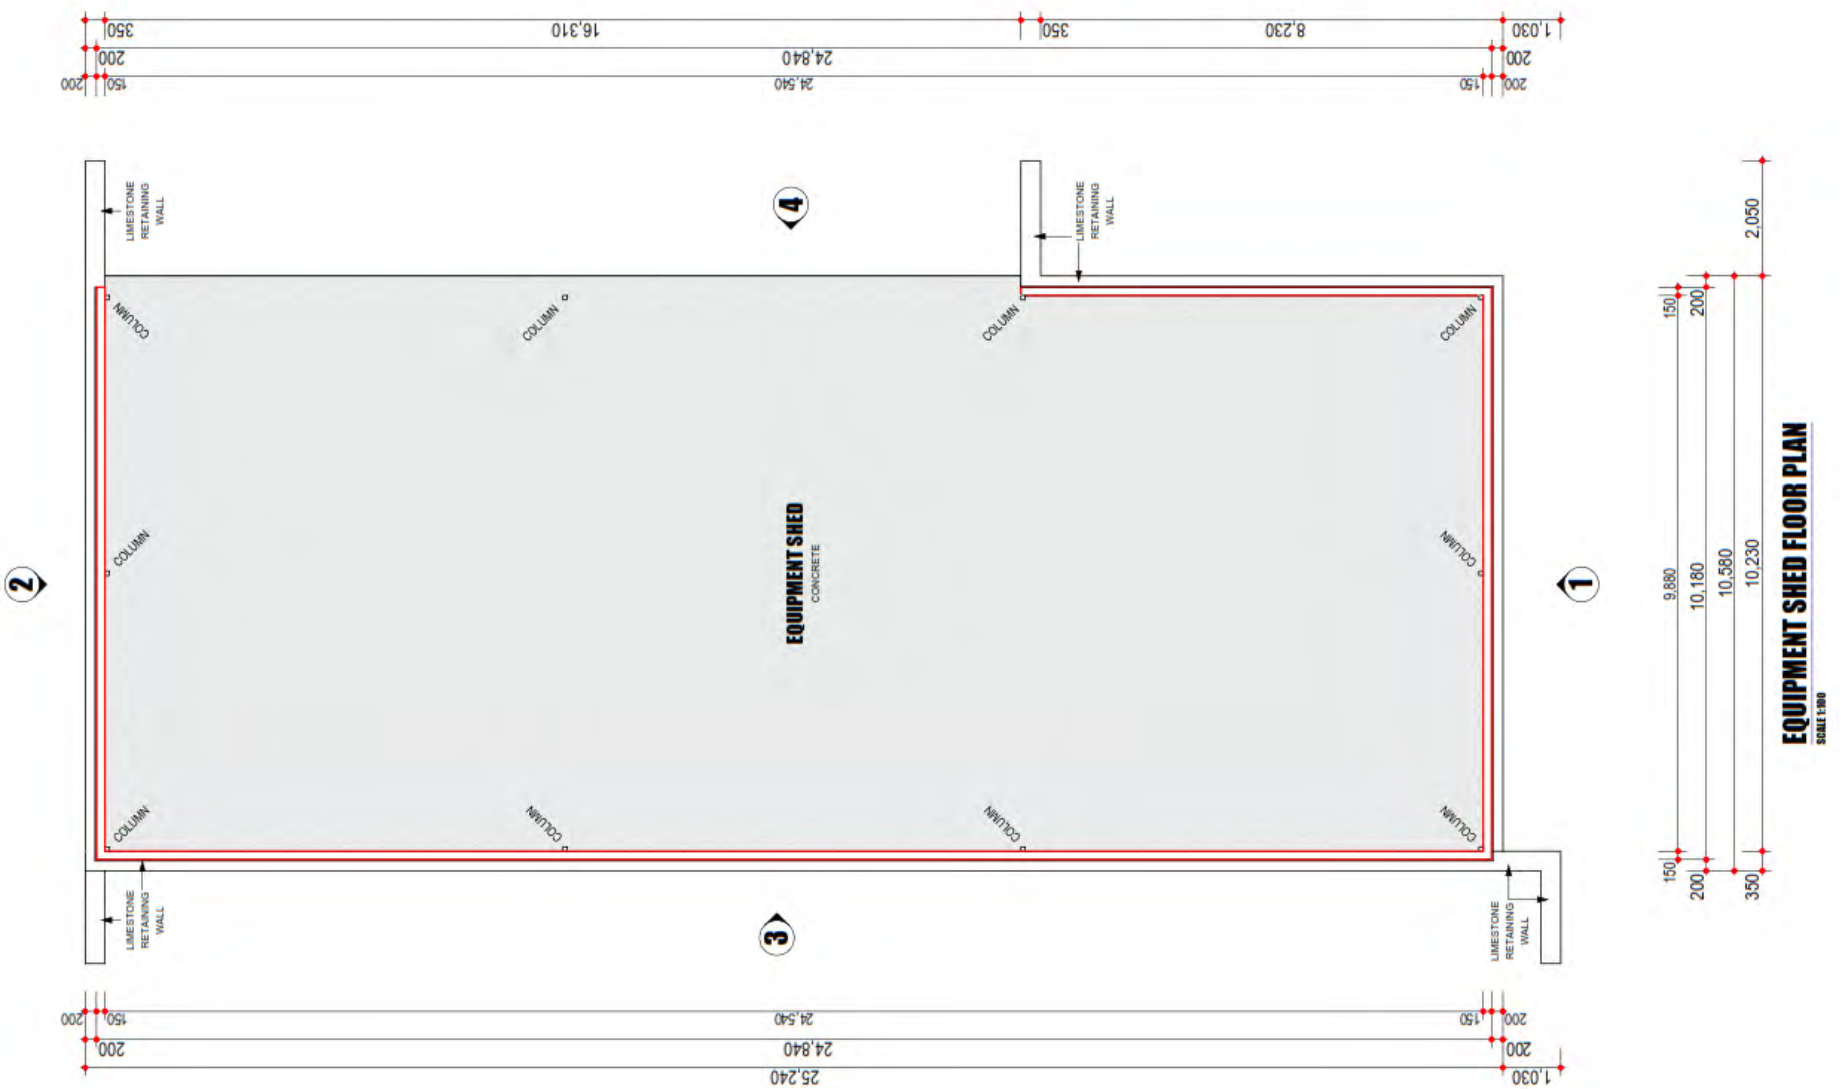 350
16,310
350
8,230
1,030
200
24,840
200
200
150
24,540
150
200
LIMESTONE
RETAINING
WALL
4
LIMESTONE
RETAINING
WALL
2,050
COLUMN
COLUMN
COLUMN
COLUMN
150
200
2
COLUMN
EQUIPMENT SHED
CONCRETE
COLUMN
1
9,880
10,180
10,580
10,230
EQUIPMENT SHED FLOOR PLAN
SCALE 1:100
COLUMN
COLUMN
COLUMN
COLUMN
150
200
350
LIMESTONE
RETAINING
WALL
3
LIMESTONE
RETAINING
WALL
200
150
24,540
150
200
200
24,840
200
25,240
1,030